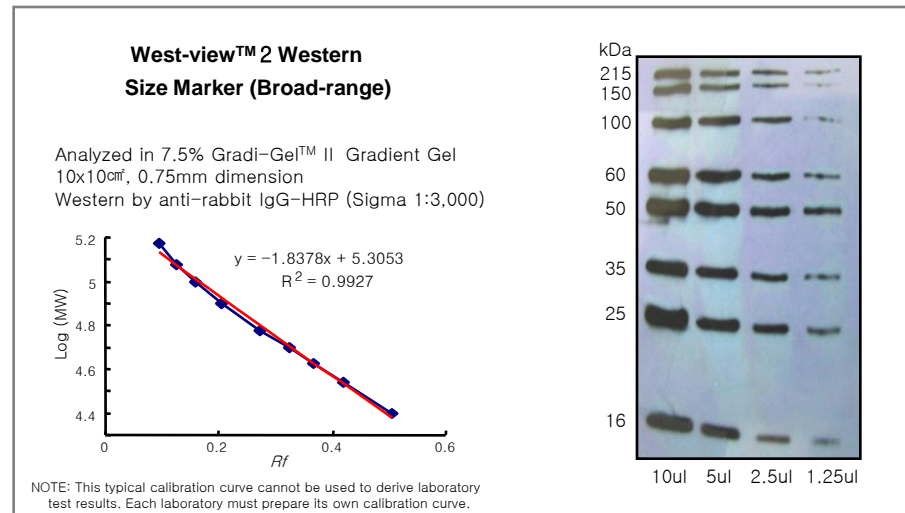 West-view™ 2 Western
Size Marker (Broad-range)
Analyzed in 7.5% Gradi-Gel™ II Gradient Gel
10x10㎠, 0.75mm dimension
Western by anti-rabbit IgG-HRP (Sigma 1:3,000)
y = -1.8378x + 5.3053
R² = 0.9927
Log (MW)
5.2
5
4.8
4.6
4.4
0
0.2
0.4
0.6
Rf
NOTE: This typical calibration curve cannot be used to derive laboratory
test results. Each laboratory must prepare its own calibration curve.
kDa
215
150
100
60
50
35
25
16
10ul 5ul 2.5ul 1.25ul